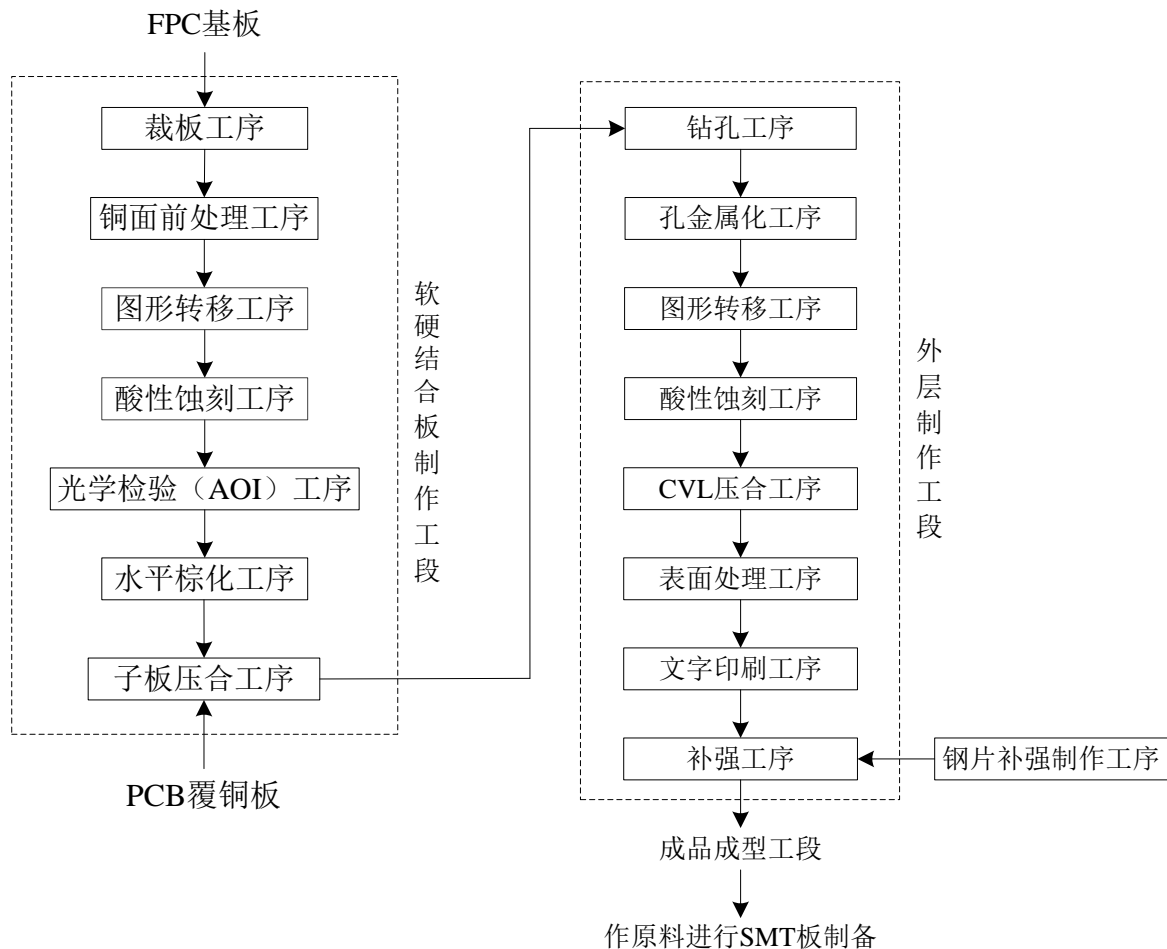 FPC基板
裁板工序
铜面前处理工序
图形转移工序
酸性蚀刻工序
光学检验（AOI）工序
水平棕化工序
子板压合工序
PCB覆铜板
软硬结合板制作工段
钻孔工序
孔金属化工序
图形转移工序
酸性蚀刻工序
CVL压合工序
表面处理工序
文字印刷工序
补强工序
钢片补强制作工序
外层制作工段
成品成型工段
作原料进行SMT板制备